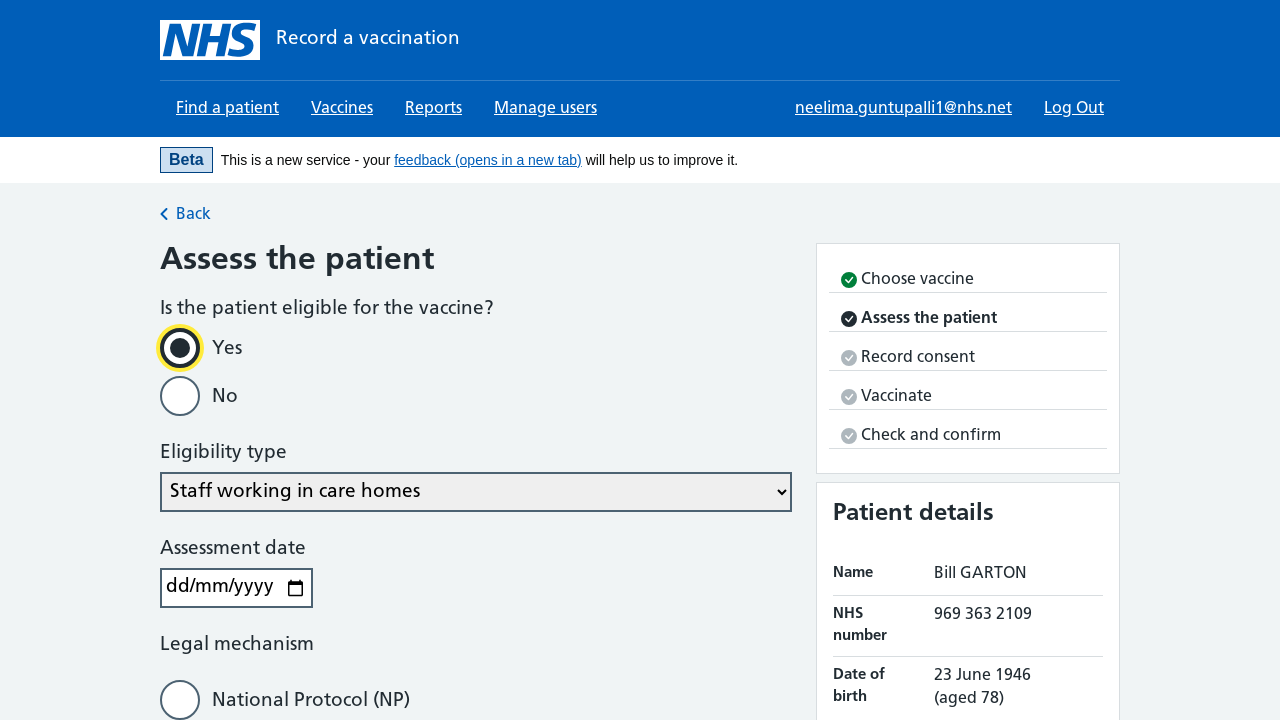 NHS Record a vaccination
Find a patient Vaccines Reports Manage users neelima.guntupalli1@nhs.net Log Out
Beta This is a new service - your feedback (opens in a new tab) will help us to improve it.
Back
Assess the patient
Is the patient eligible for the vaccine?
Yes
No
Eligibility type
Staff working in care homes
Assessment date
dd/mm/yyyy
Legal mechanism
National Protocol (NP)
Choose vaccine
Assess the patient
Record consent
Vaccinate
Check and confirm
Patient details
Name Bill GARTON
NHS 969 363 2109
number
Date of 23 June 1946
birth (aged 78)